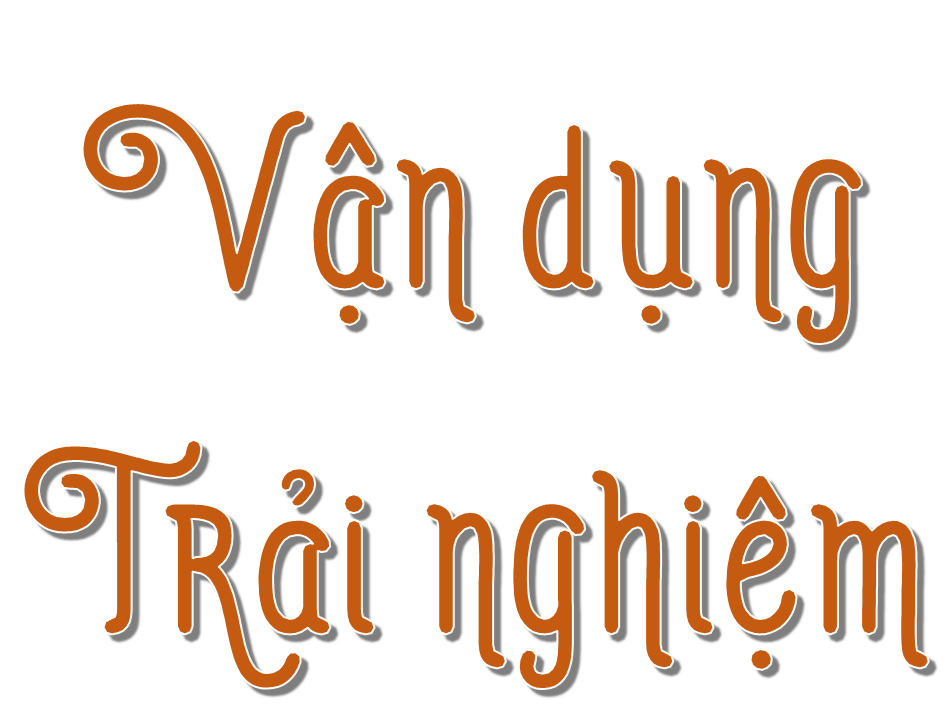 Vận dụng
Trải nghiệm